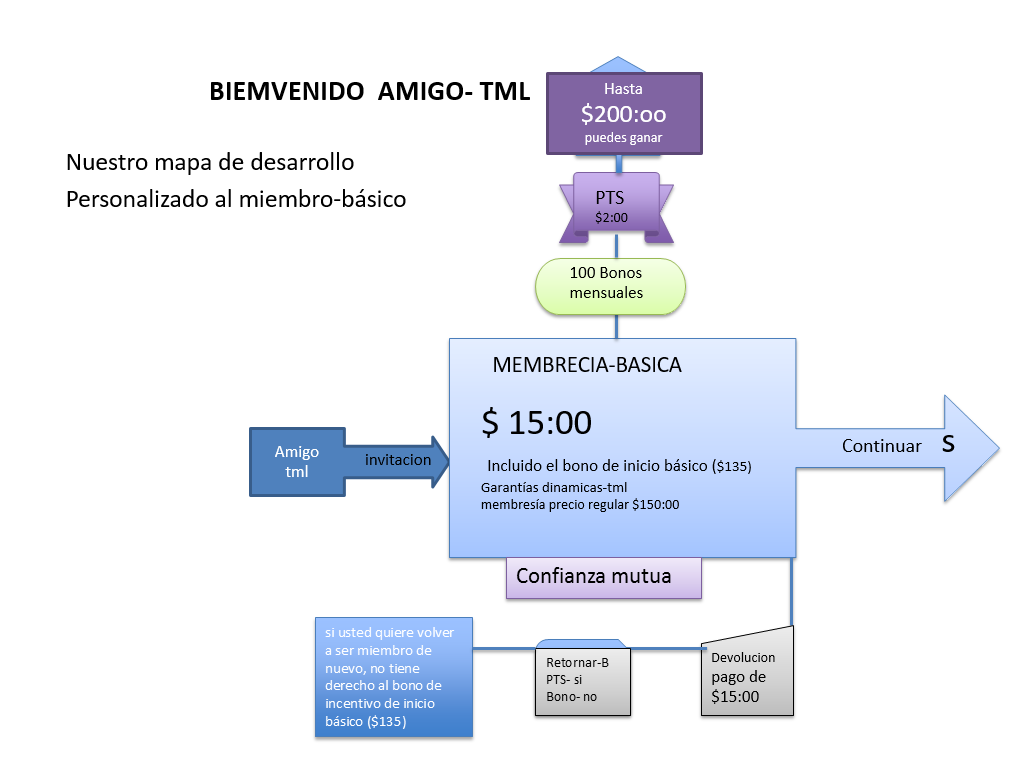 BIEMVENIDO AMIGO- TML
Nuestro mapa de desarrollo
Personalizado al miembro-básico
Hasta
$200:oo
puedes ganar
PTS
$2:00
100 Bonos
mensuales
MEMBRECIA-BASICA
$ 15:00
Incluido el bono de inicio básico ($135)
Garantías dinamicas-tml
membresía precio regular $150:00
Amigo
tml
invitacion
Continuar S
Confianza mutua
si usted quiere volver
a ser miembro de
nuevo, no tiene
derecho al bono de
incentivo de inicio
básico ($135)
Retornar-B
PTS- si
Bono- no
Devolucion
pago de
$15:00